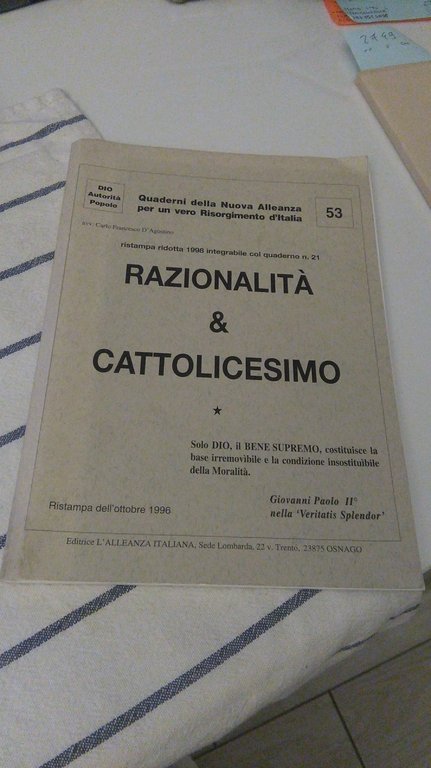 DIO
Autorità
Popolo
Quaderni della Nuova Alleanza
per un vero Risorgimento d'Italia
53
avv. Carlo Francesco D'Agostino
ristampa ridotta 1998 integrabile col quaderno n. 21
RAZIONALITÀ
&
CATTOLICESIMO
Solo DIO, il BENE SUPREMO, costituisce la
base irremovibile e la condizione insostituibile
della Moralità.
Giovanni Paolo II°
nella 'Veritatis Splendor'
Ristampa dell'ottobre 1996
Editrice L'ALLEANZA ITALIANA, Sede Lombarda, 22 v. Trento, 23875 OSNAGO